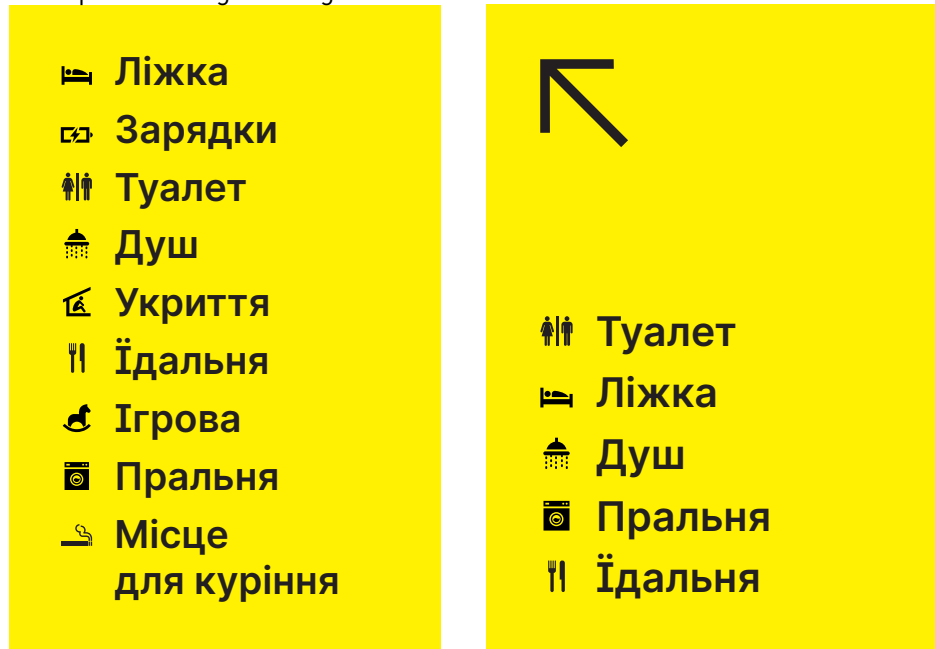 Ліжка
Зарядки
Туалет
Душ
Укриття
Їдальня
Ігрова
Пральня
Місце
для куріння
Туалет
Ліжка
Душ
Пральня
Їдальня